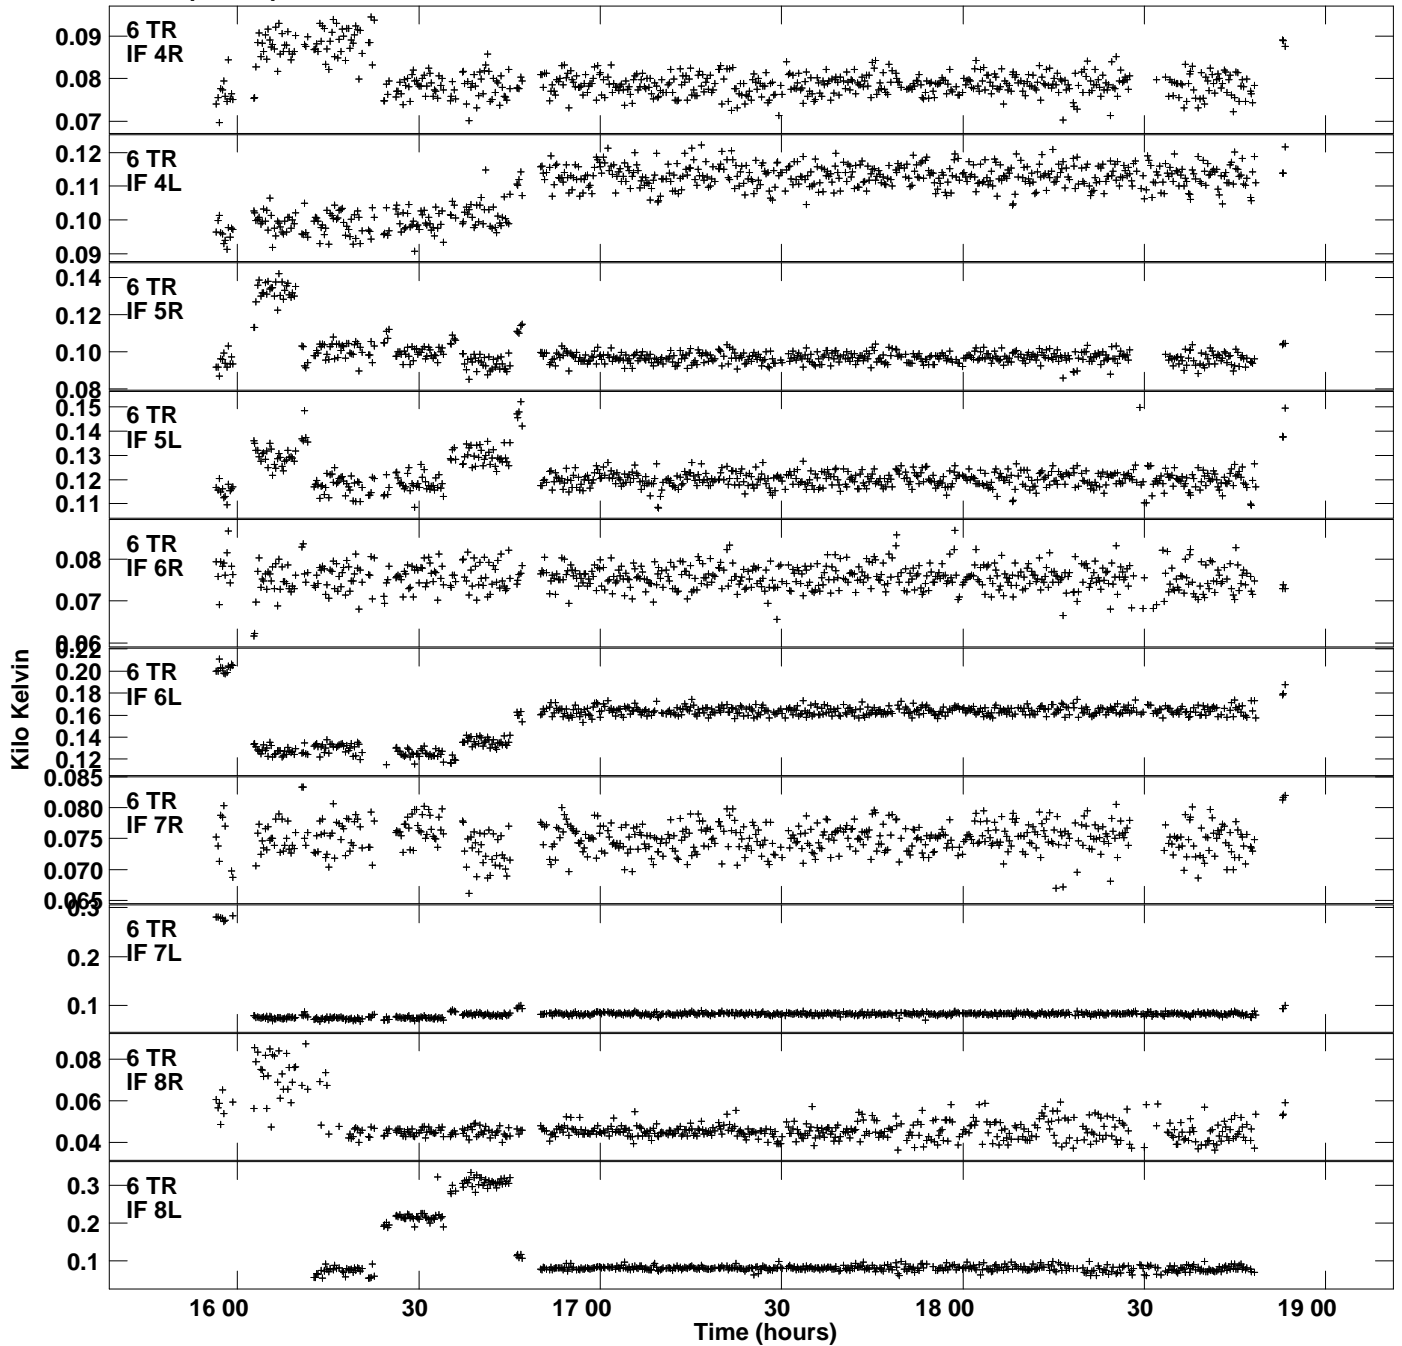 6 TR
IF 4R
0.09
0.08
0.07
6 TR
IF 4L
0.12
0.11
0.10
0.09
6 TR
IF 5R
0.14
0.12
0.10
0.08
6 TR
IF 5L
0.15
0.14
0.13
0.12
0.11
6 TR
IF 6R
0.08
0.07
0.06
6 TR
IF 6L
0.22
0.20
0.18
0.16
0.14
0.12
6 TR
IF 7R
0.085
0.080
0.075
0.070
0.065
6 TR
IF 7L
0.3
0.2
0.1
6 TR
IF 8R
0.08
0.06
0.04
6 TR
IF 8L
0.3
0.2
0.1
Kilo Kelvin
16 00 30 17 00 30 18 00 30 19 00
Time (hours)